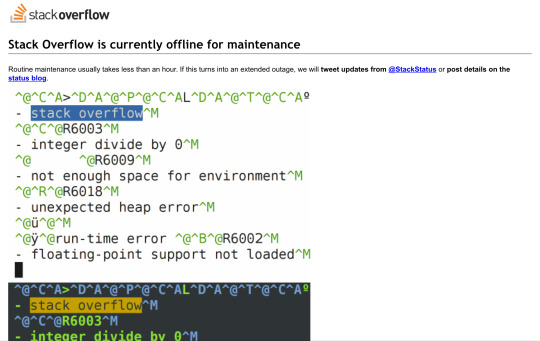 stackoverflow
Stack Overflow is currently offline for maintenance
Routine maintenance usually takes less than an hour. If this turns into an extended outage, we will tweet updates from @StackStatus or post details on the
status blog.
^@^C^A>^D^A^@^P^@^C^AL^D^A^@^T^@^C^Aº
- stack overflow^M
^@^C^@R6003^M
- integer divide by 0^M
^@      ^@R6009^M
- not enough space for environment^M
^@^R^@R6018^M
- unexpected heap error^M
^@ü^@^M
^@ÿ^@run-time error ^@^B^@R6002^M
- floating-point support not loaded^M
^@^C^A>^D^A^@^P^@^C^AL^D^A^@^T^@^C^Aº
- stack overflow^M
^@^C^@R6003^M
- integer divide by 0^M